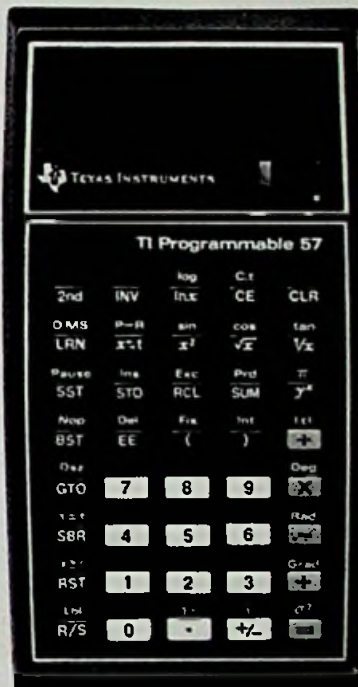 TEXAS INSTRUMENTS
TI Programmable 57
log C.t
2nd INV lnx CE CLR
DMS P→R sin cos tan
LRN x⇄t x² √x 1/x
Pause Ins Exc Prd π
SST STO RCL SUM yˣ
Nop Del Fix Int |x|
BST EE ( ) ÷
Dsz Deg
GTO 7 8 9 X
x=t Rad
SBR 4 5 6 −
x≥t Grad
RST 1 2 3 +
Lbl
R/S 0 . +/− =